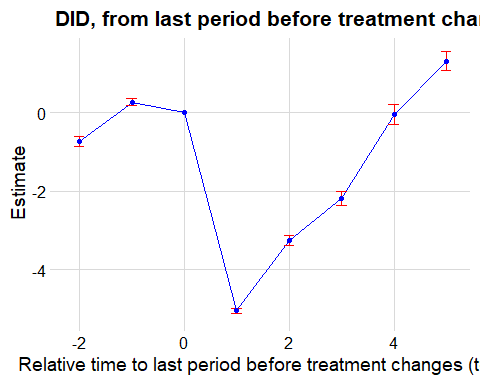 DID, from last period before treatment cha
Estimate
0
-2
-4
-2
0
2
4
Relative time to last period before treatment changes (t